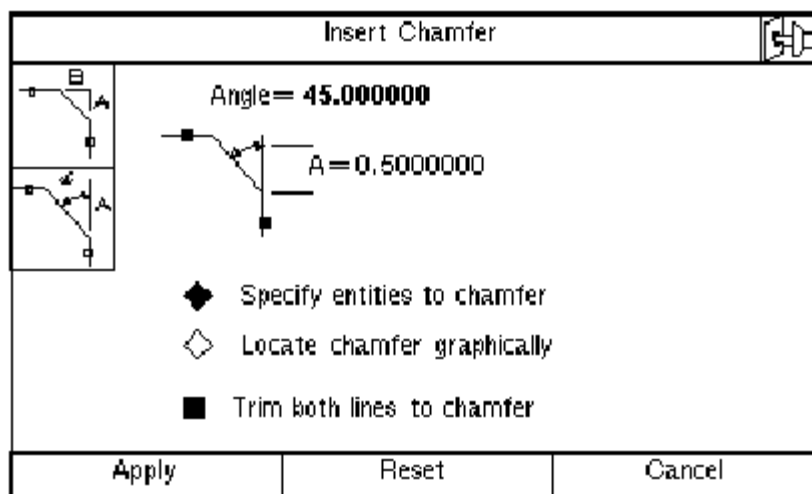 Insert Chamfer
B
A
Angle= 45.000000
A=0.5000000
A
Specify entities to chamfer
Locate chamfer graphically
Trim both lines to chamfer
Apply Reset Cancel